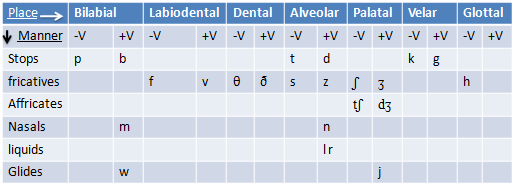 Place Bilabial Labiodental Dental Alveolar Palatal Velar Glottal
Manner -V +V -V +V -V +V -V +V -V +V -V +V -V +V
Stops p b t d k g
fricatives f v θ ð s z ʃ ʒ h
Affricates tʃ dʒ
Nasals m n
liquids l r
Glides w j